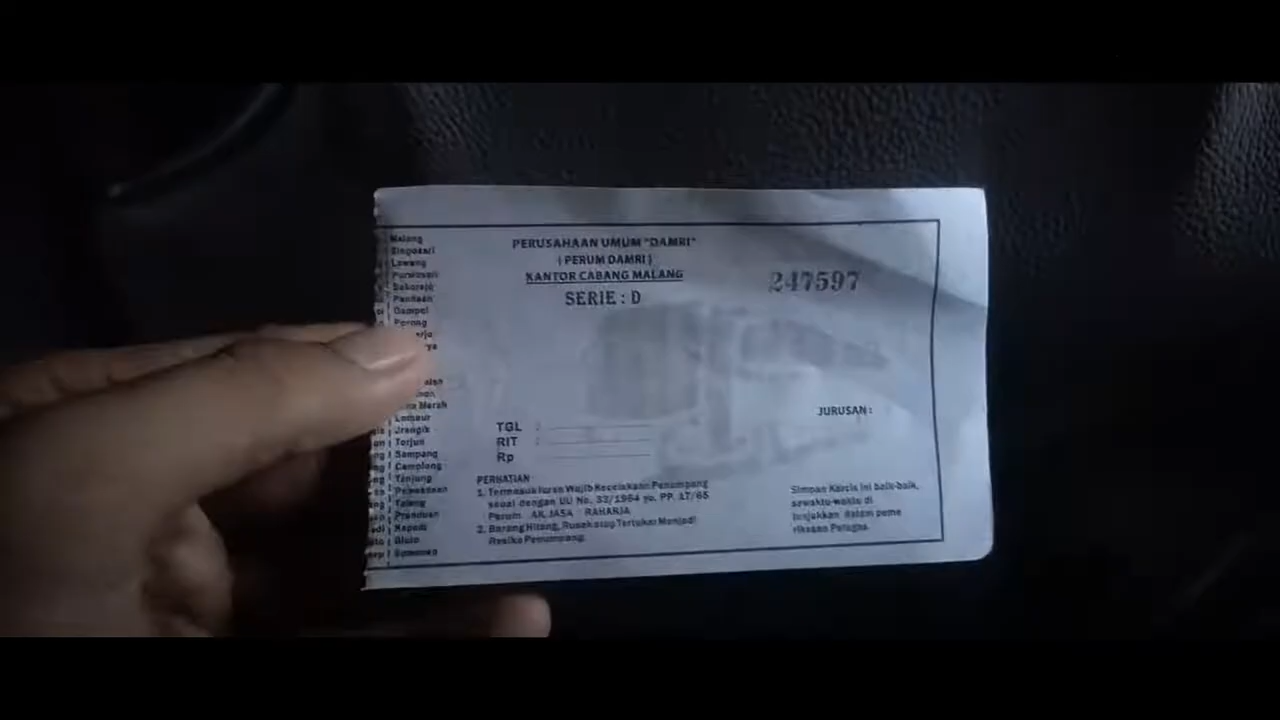 PERUSAHAAN UMUM "DAMRI"
( PERUM DAMRI )
KANTOR CABANG MALANG
SERIE : D
247597
Malang
Singosari
Lawang
Purwosari
Sukorejo
Pandaan
Gempol
Porong
Merah
Lomaer
Jrengik
Torjun
Sampang
Camplong
Tanjung
Pamekasan
Talang
Prenduan
Kapedi
Bluto
Sumenep
JURUSAN :
TGL :
RIT :
Rp
PERHATIAN :
1. Termasuk Iuran Wajib Kecelakaan Penumpang
sesuai dengan UU No. 33/1964 yo. PP. 17/65
Perum. AK. JASA RAHARJA
2. Barang Hilang, Rusak atau Tertukar Menjadi
Resiko Penumpang.
Simpan Karcis ini baik-baik,
sewaktu-waktu di
tunjukkan dalam peme
riksaan Petugas.